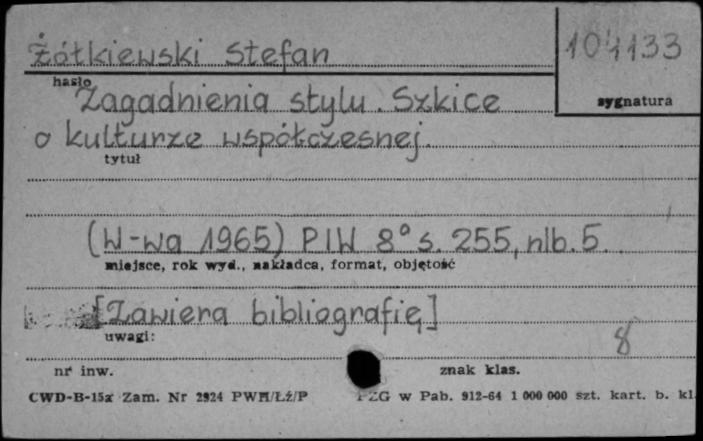 Żółkiewski Stefan
104133
hasło
sygnatura
Zagadnienia stylu. Szkice
o kulturze współczesnej.
tytuł
(W-wa 1965) PIW 8° s. 255, nlb. 5.
miejsce, rok wyd., nakładca, format, objętość
[Zawiera bibliografię]
uwagi:
8
nr inw.
znak klas.
CWD-B-15a Zam. Nr 2924 PWH/Łź/P
PZG w Pab. 912-64 1 000 000 szt. kart. b. kl.